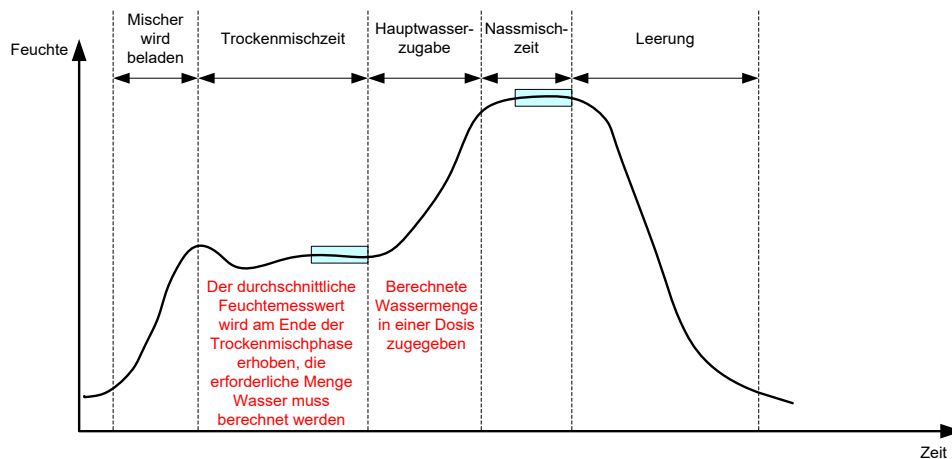 Feuchte
Mischer
wird
beladen
Trockenmischzeit
Hauptwasser-
zugabe
Nassmisch-
zeit
Leerung
Der durchschnittliche
Feuchtemesswert
wird am Ende der
Trockenmischphase
erhoben, die
erforderliche Menge
Wasser muss
berechnet werden
Berechnete
Wassermenge
in einer Dosis
zugegeben
Zeit